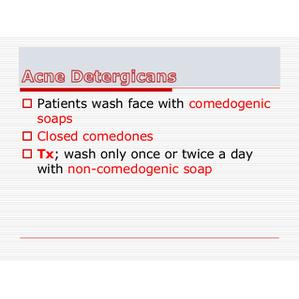 Acne Detergicans
Patients wash face with comedogenic
soaps
Closed comedones
Tx; wash only once or twice a day
with non-comedogenic soap